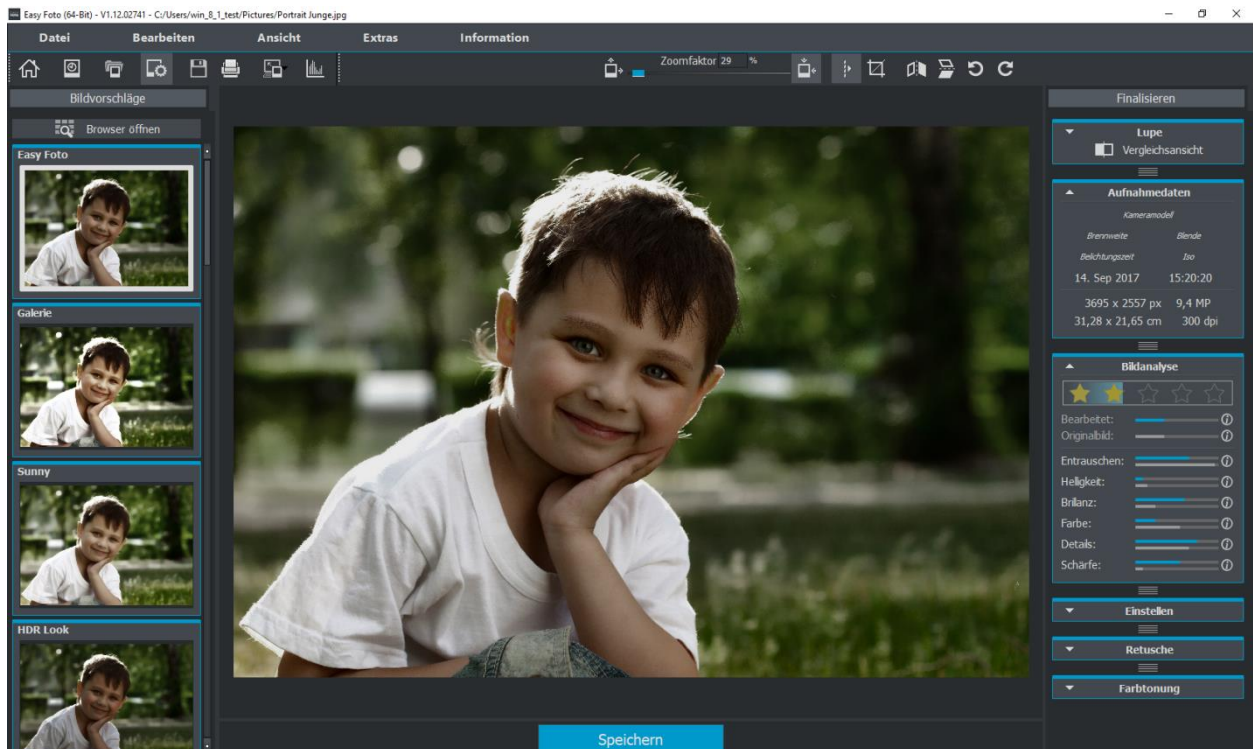 Easy Foto (64-Bit) - V1.12.02741 - C:/Users/win_8_1_test/Pictures/Portrait Junge.jpg
Datei Bearbeiten Ansicht Extras Information
Zoomfaktor 29 %
Bildvorschläge
Browser öffnen
Easy Foto
Galerie
Sunny
HDR Look
Speichern
Finalisieren
Lupe
Vergleichsansicht
Aufnahmedaten
Kameramodell
Brennweite Blende
Belichtungszeit Iso
14. Sep 2017 15:20:20
3695 x 2557 px 9,4 MP
31,28 x 21,65 cm 300 dpi
Bildanalyse
Bearbeitet:
Originalbild:
Entrauschen:
Helligkeit:
Brillanz:
Farbe:
Details:
Schärfe:
Einstellen
Retusche
Farbtonung